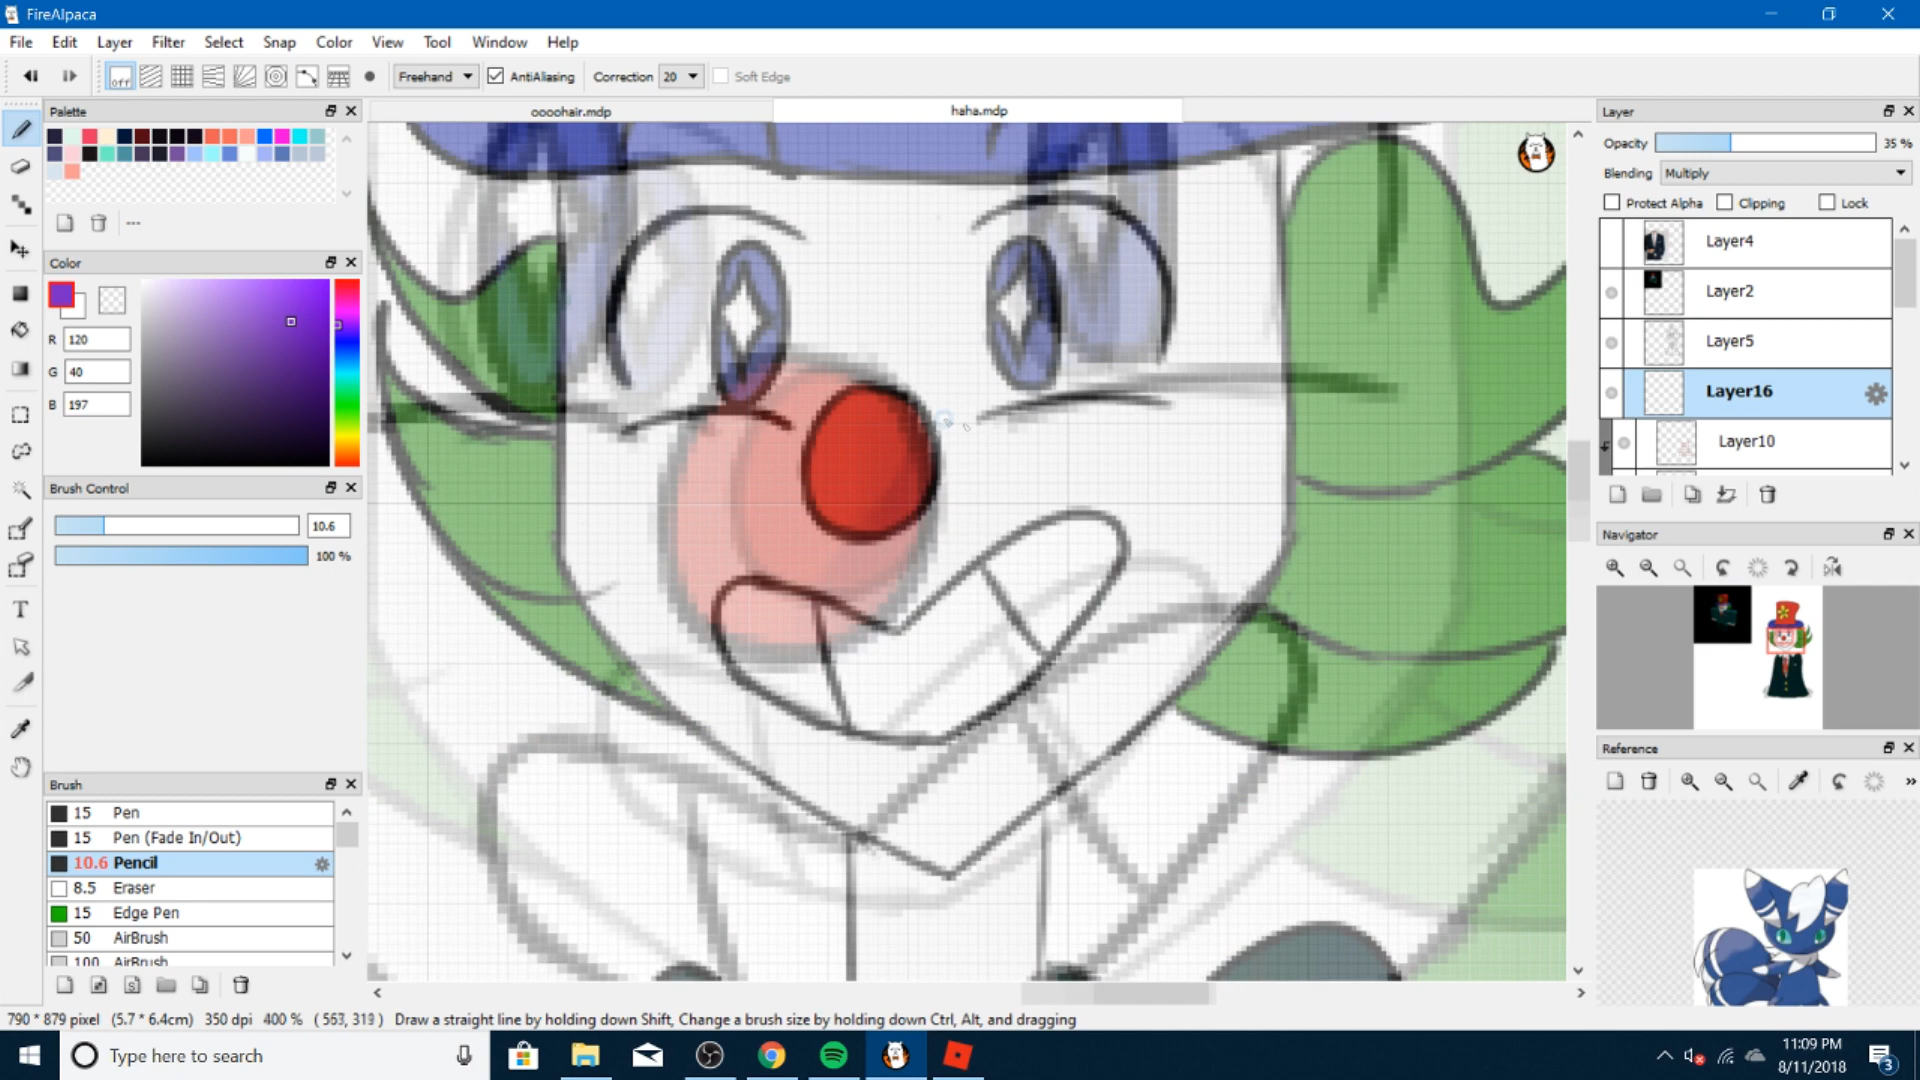 FireAlpaca
File Edit Layer Filter Select Snap Color View Tool Window Help
off Freehand AntiAliasing Correction 20 Soft Edge
Palette
oooohair.mdp
haha.mdp
Layer
Opacity 35 %
Blending Multiply
Protect Alpha Clipping Lock
---
Layer4
Color
Layer2
Layer5
R 120
G 40
B 197
Layer16
Layer10
Brush Control
10.6
100 %
Navigator
Reference
»
Brush
15 Pen
15 Pen (Fade In/Out)
10.6 Pencil
8.5 Eraser
15 Edge Pen
50 AirBrush
100 AirBrush
S
T
790 * 879 pixel (5.7 * 6.4cm) 350 dpi 400 % ( 563, 319 ) Draw a straight line by holding down Shift, Change a brush size by holding down Ctrl, Alt, and dragging
Type here to search
11:09 PM
8/11/2018
3